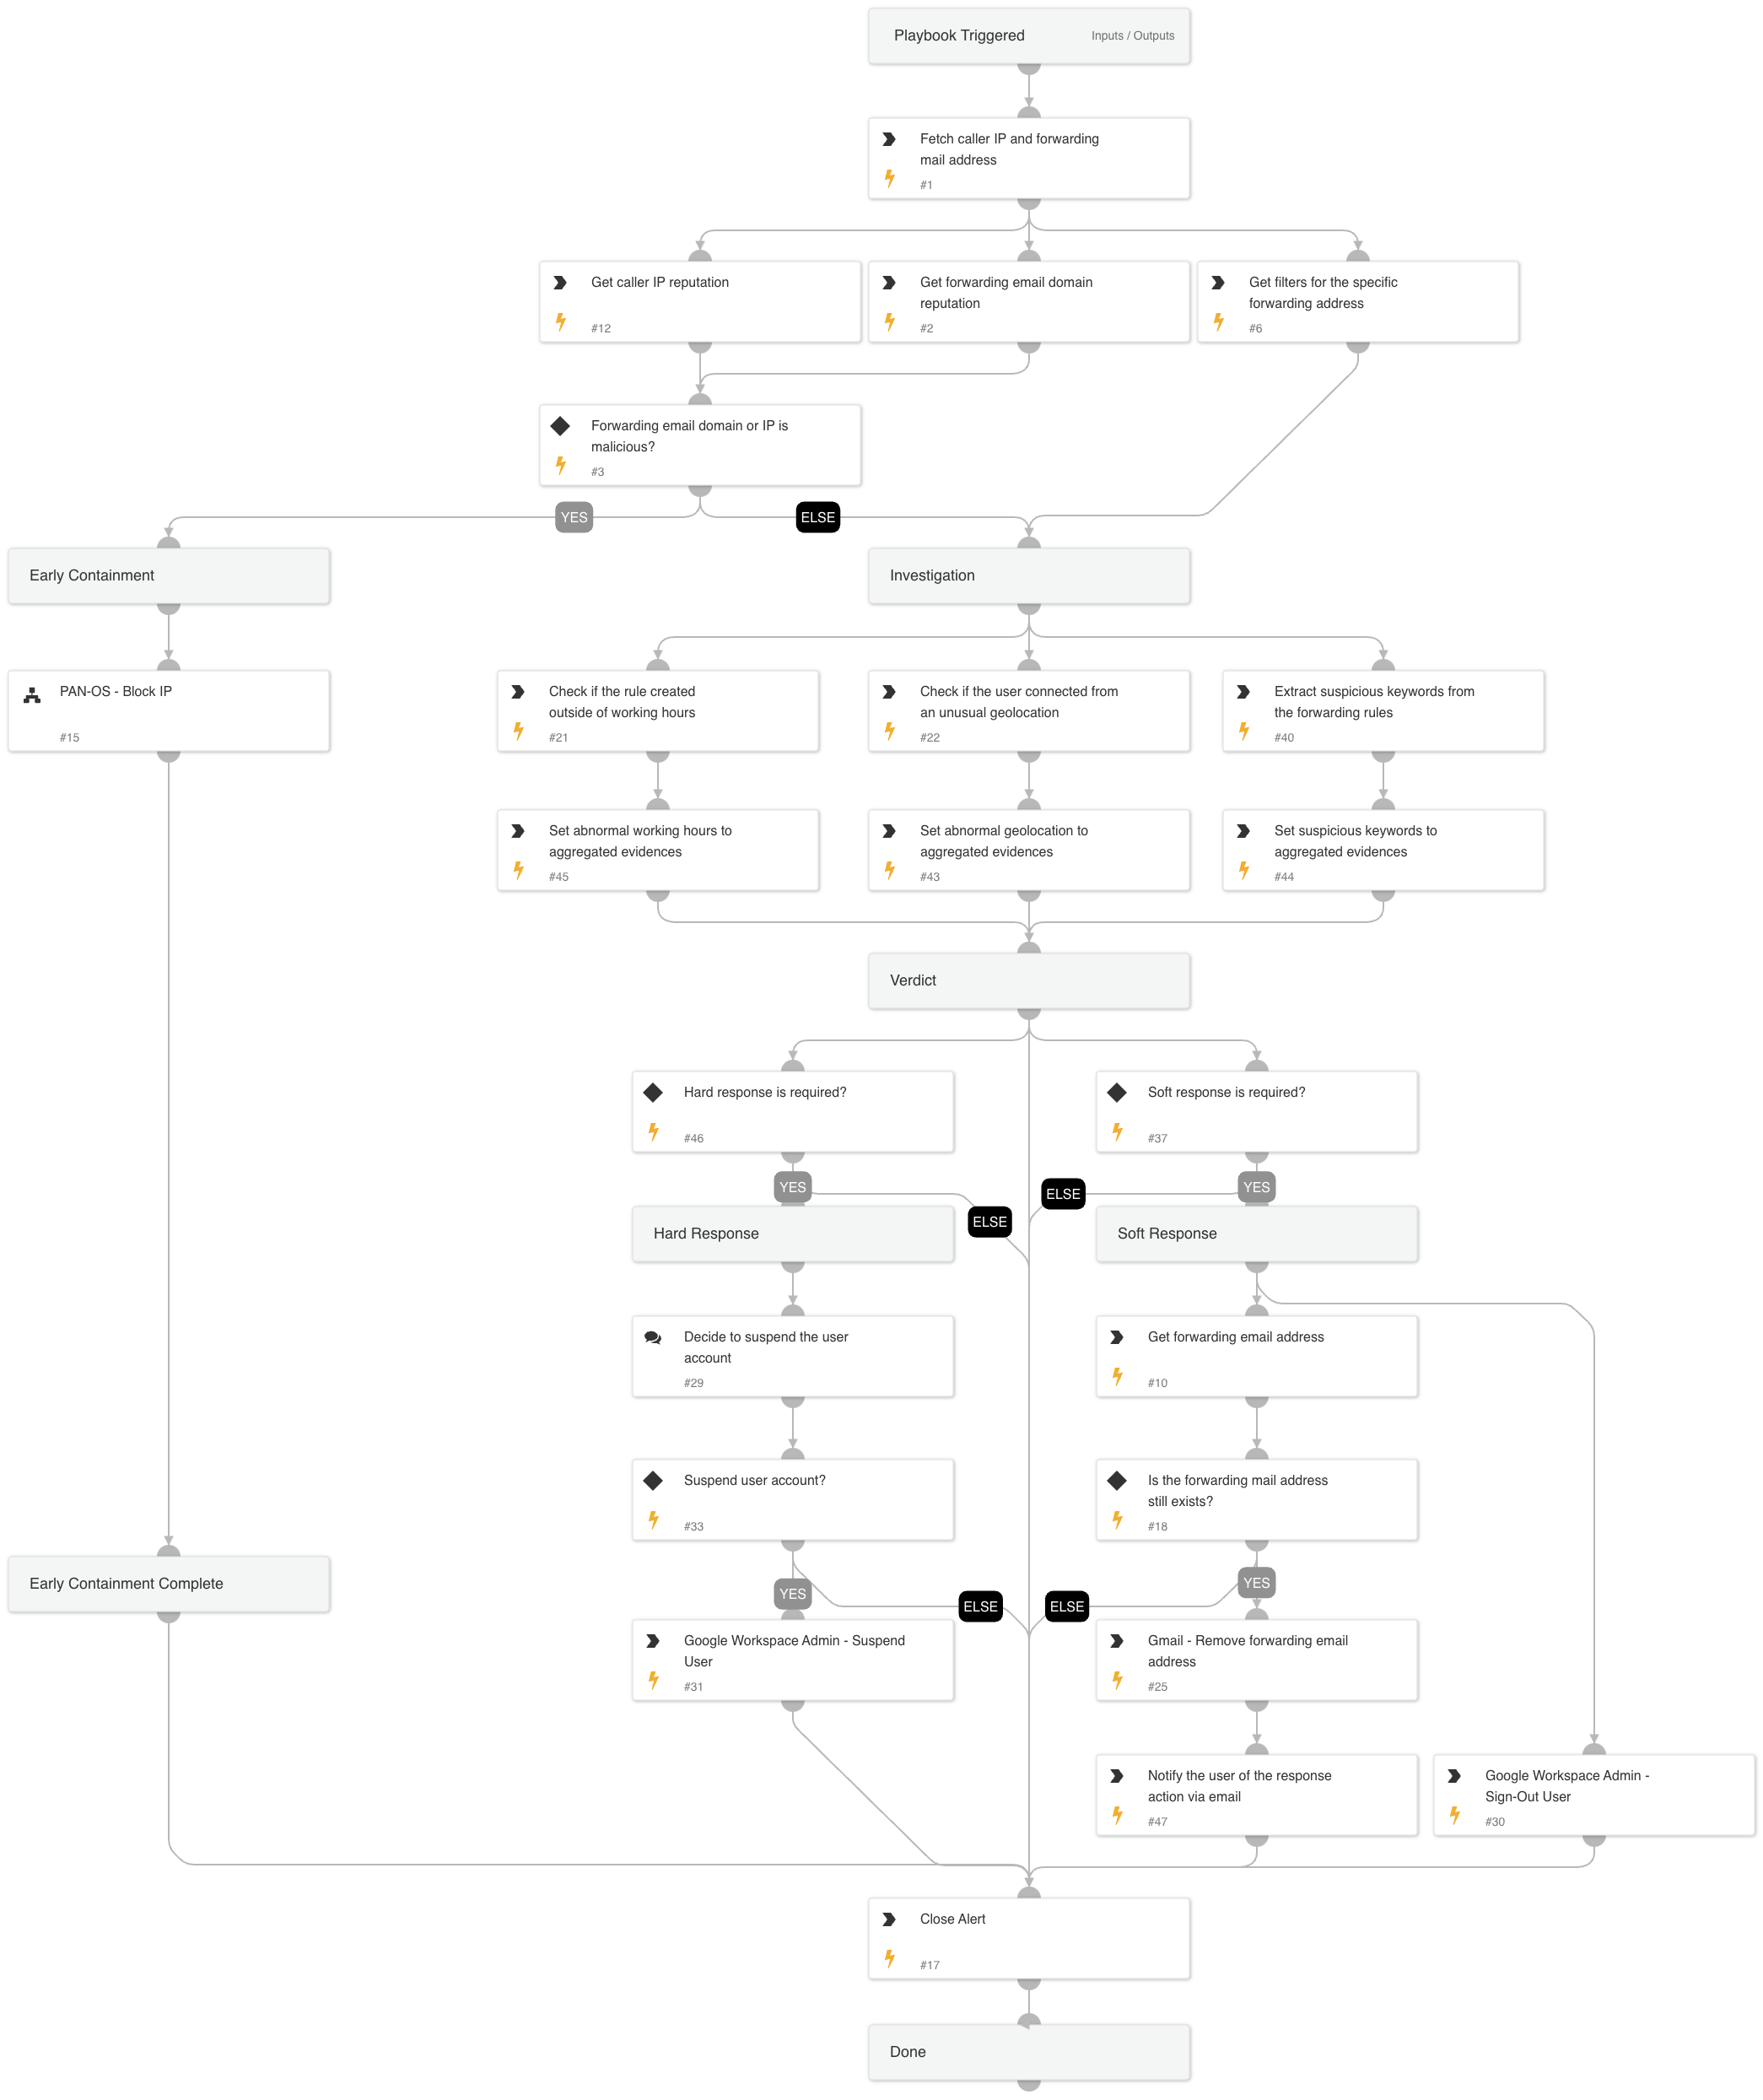 Playbook Triggered
Inputs / Outputs
Fetch caller IP and forwarding
mail address
#1
Get caller IP reputation
#12
Get forwarding email domain
reputation
#2
Get filters for the specific
forwarding address
#6
Forwarding email domain or IP is
malicious?
#3
YES
ELSE
Early Containment
Investigation
PAN-OS - Block IP
#15
Check if the rule created
outside of working hours
#21
Check if the user connected from
an unusual geolocation
#22
Extract suspicious keywords from
the forwarding rules
#40
Set abnormal working hours to
aggregated evidences
#45
Set abnormal geolocation to
aggregated evidences
#43
Set suspicious keywords to
aggregated evidences
#44
Verdict
Hard response is required?
#46
Soft response is required?
#37
YES
ELSE
ELSE
YES
Hard Response
Soft Response
Decide to suspend the user
account
#29
Get forwarding email address
#10
Suspend user account?
#33
Is the forwarding mail address
still exists?
#18
Early Containment Complete
YES
ELSE
ELSE
YES
Google Workspace Admin - Suspend
User
#31
Gmail - Remove forwarding email
address
#25
Notify the user of the response
action via email
#47
Google Workspace Admin -
Sign-Out User
#30
Close Alert
#17
Done